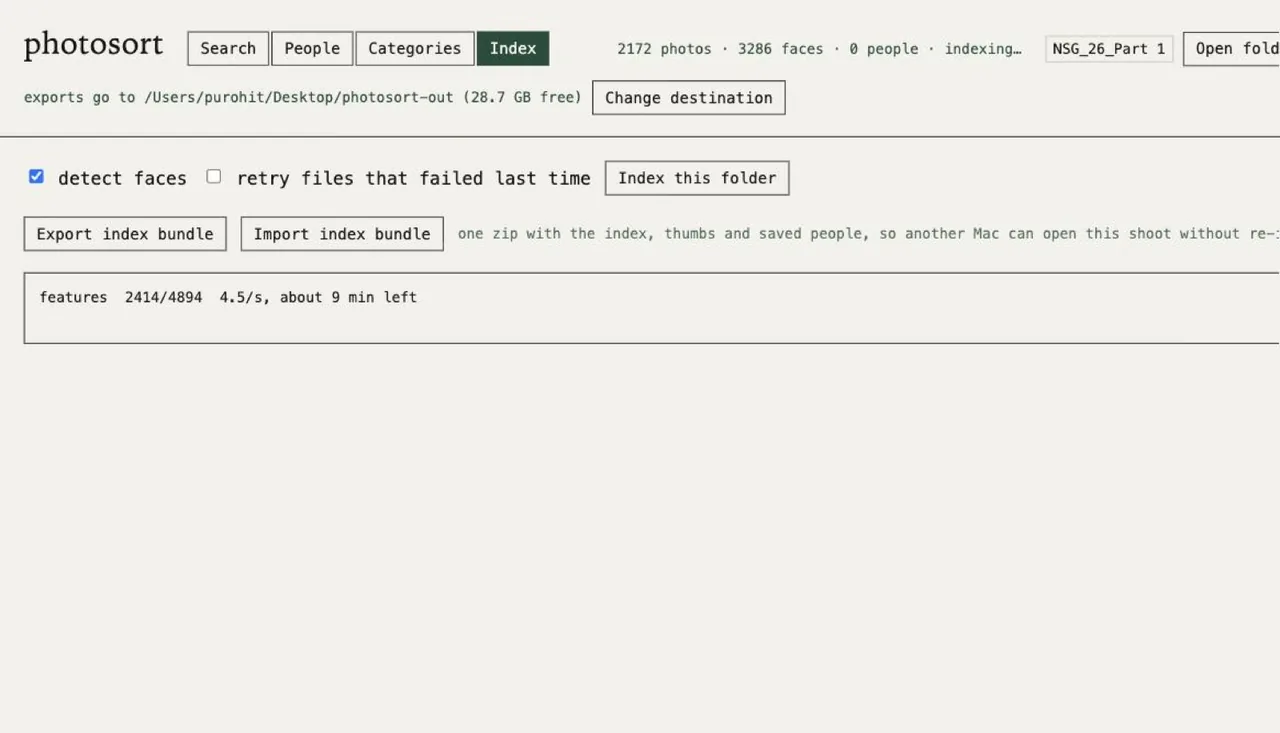 photosort Search People Categories Index 2172 photos · 3286 faces · 0 people · indexing… NSG_26_Part 1 Open fold
exports go to /Users/purohit/Desktop/photosort-out (28.7 GB free) Change destination
detect faces retry files that failed last time Index this folder
Export index bundle Import index bundle one zip with the index, thumbs and saved people, so another Mac can open this shoot without re-
features 2414/4894 4.5/s, about 9 min left